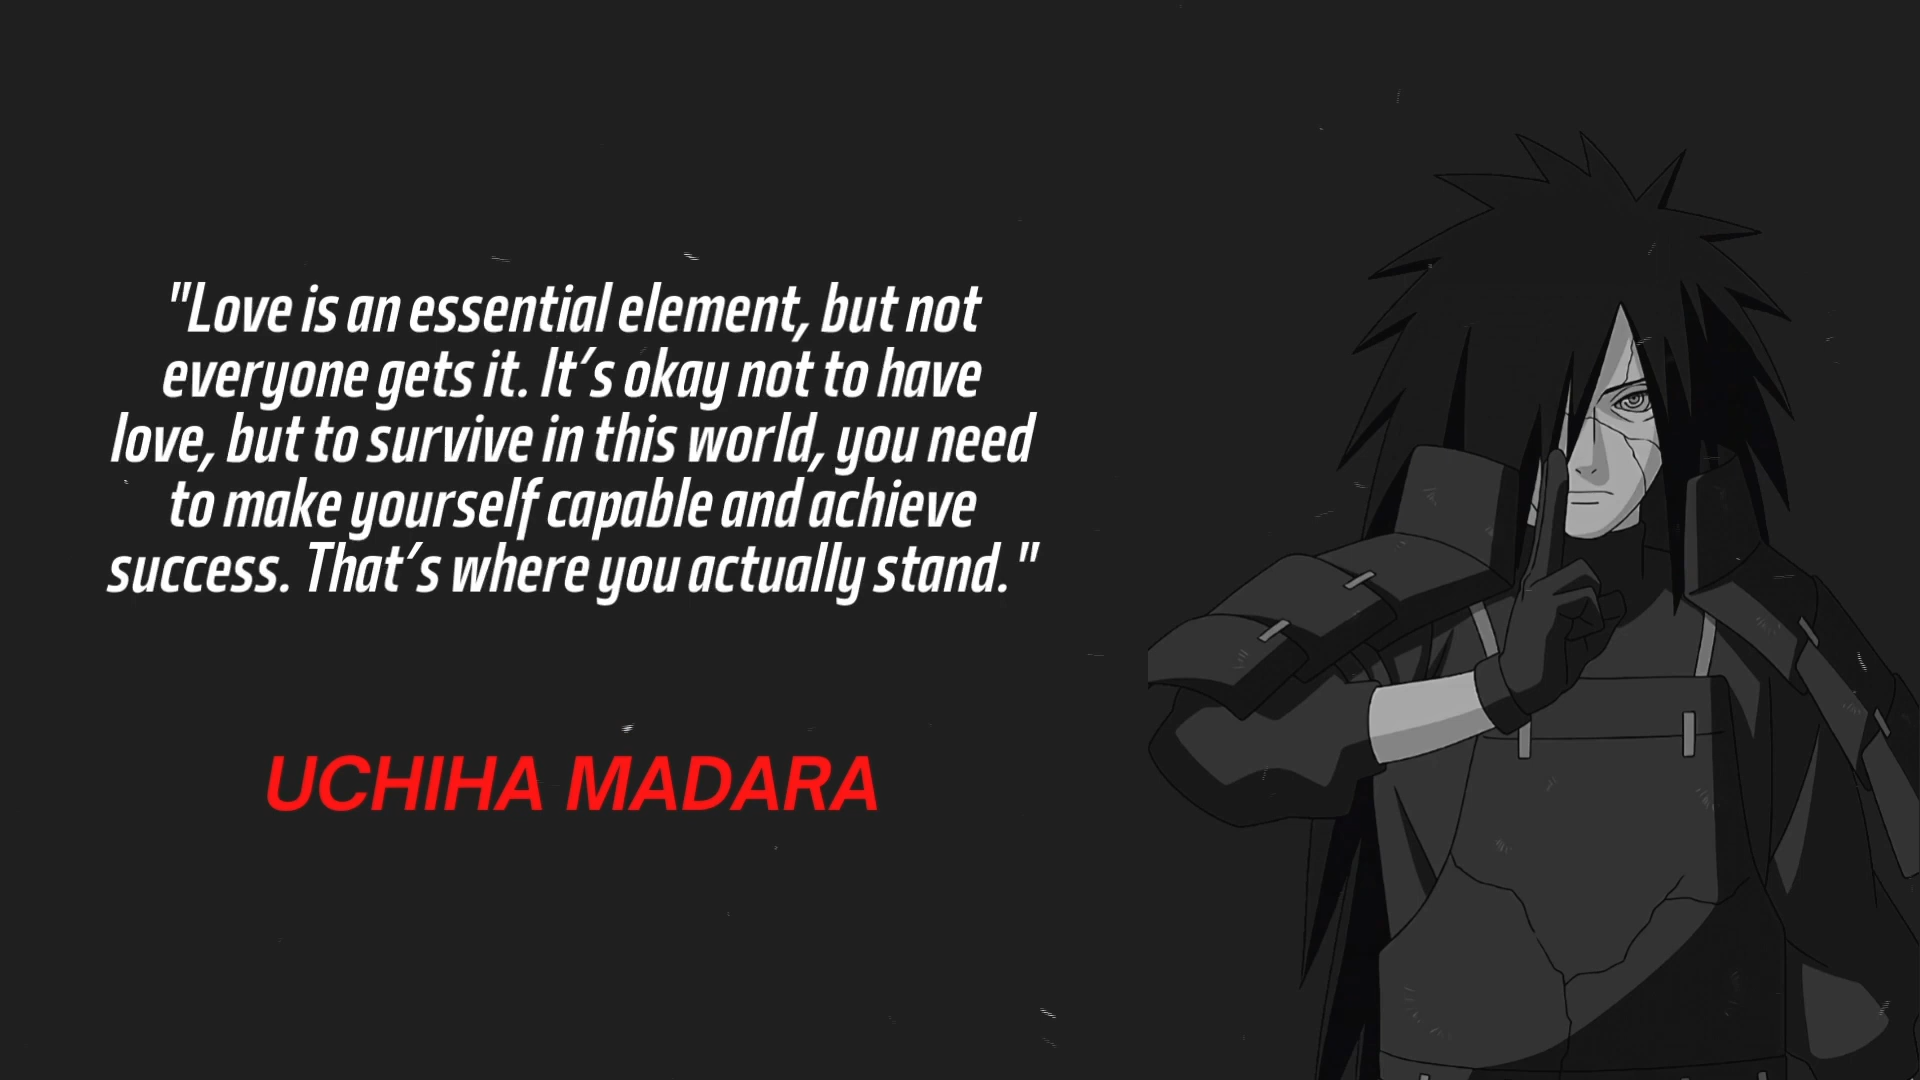 "Love is an essential element, but not
everyone gets it. It's okay not to have
love, but to survive in this world, you need
to make yourself capable and achieve
success. That's where you actually stand."
UCHIHA MADARA